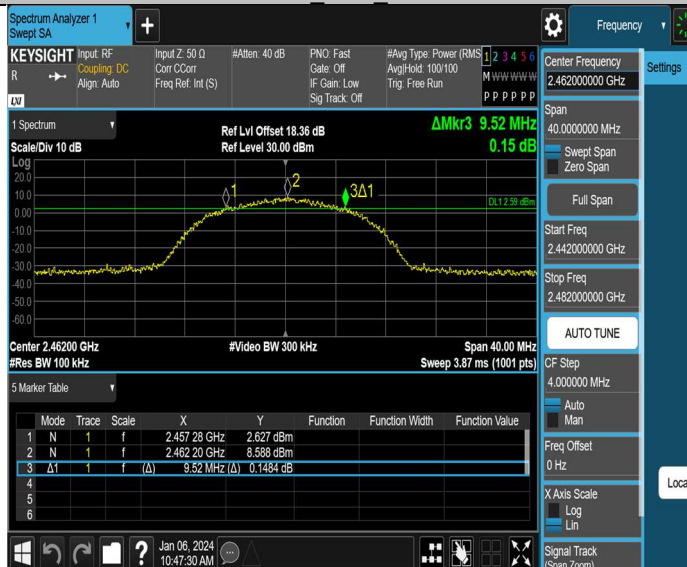 Spectrum Analyzer 1
Swept SA
+
Frequency
KEYSIGHT
R
LXI
Input: RF
Coupling: DC
Align: Auto
Input Z: 50 Ω
Corr CCorr
Freq Ref: Int (S)
#Atten: 40 dB
PNO: Fast
Gate: Off
IF Gain: Low
Sig Track: Off
#Avg Type: Power (RMS
Avg|Hold: 100/100
Trig: Free Run
1 2 3 4 5 6
M W W W W W
P P P P P P
Center Frequency
2.462000000 GHz
Settings
Span
40.0000000 MHz
Swept Span
Zero Span
Full Span
Start Freq
2.442000000 GHz
Stop Freq
2.482000000 GHz
AUTO TUNE
CF Step
4.000000 MHz
Auto
Man
Freq Offset
0 Hz
X Axis Scale
Log
Lin
Signal Track
(Span Zoom)
Loca
1 Spectrum
Scale/Div 10 dB
Ref Lvl Offset 18.36 dB
Ref Level 30.00 dBm
ΔMkr3 9.52 MHz
0.15 dB
Log
20.0
10.0
0.00
-10.0
-20.0
-30.0
-40.0
-50.0
-60.0
1
2
3Δ1
DL1 2.59 dBm
Center 2.46200 GHz
#Res BW 100 kHz
#Video BW 300 kHz
Span 40.00 MHz
Sweep 3.87 ms (1001 pts)
5 Marker Table
Mode Trace Scale X Y Function Function Width Function Value
1 N 1 f 2.457 28 GHz 2.627 dBm
2 N 1 f 2.462 20 GHz 8.588 dBm
3 Δ1 1 f (Δ) 9.52 MHz (Δ) 0.1484 dB
4
5
6
?
Jan 06, 2024
10:47:30 AM